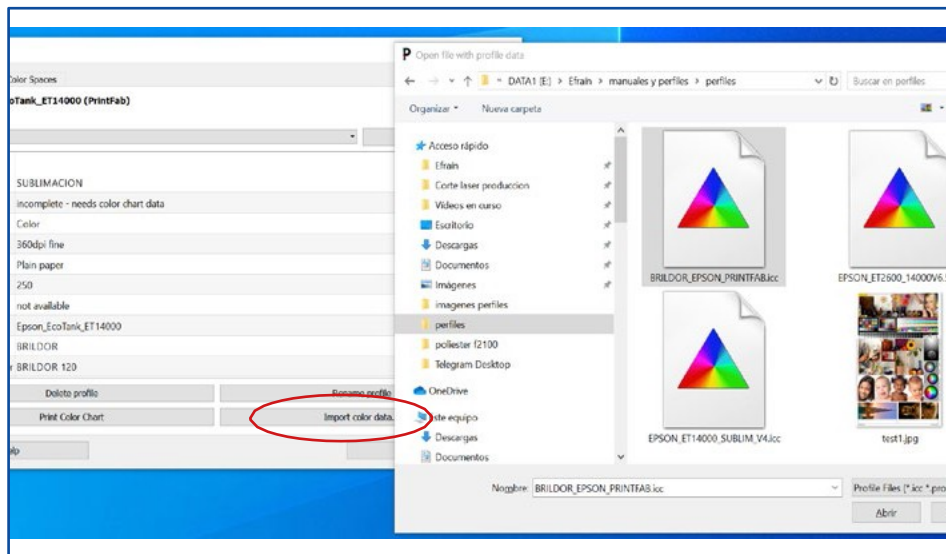 Color Spaces
oTank_ET14000 (PrintFab)
SUBLIMACION
incomplete - needs color chart data
Color
360dpi fine
Plain paper
250
not available
Epson_EcoTank_ET14000
BRILDOR
r BRILDOR 120
Delete profile
Rename profile
Print Color Chart
Import color data.
lp
Open file with profile data
DATA1 (E:) > Efrain > manuales y perfiles > perfiles
Buscar en perfiles
Organizar
Nueva carpeta
Acceso rápido
Efrain
Corte laser produccion
Vídeos en curso
Escritorio
Descargas
Documentos
Imágenes
imagenes perfiles
perfiles
poliester f2100
Telegram Desktop
OneDrive
Este equipo
Descargas
Documentos
BRILDOR_EPSON_PRINTFAB.icc
EPSON_ET2600_14000V6.
EPSON_ET14000_SUBLIM_V4.icc
test1.jpg
Nombre: BRILDOR_EPSON_PRINTFAB.icc
Profile Files (*.icc *.pro
Abrir